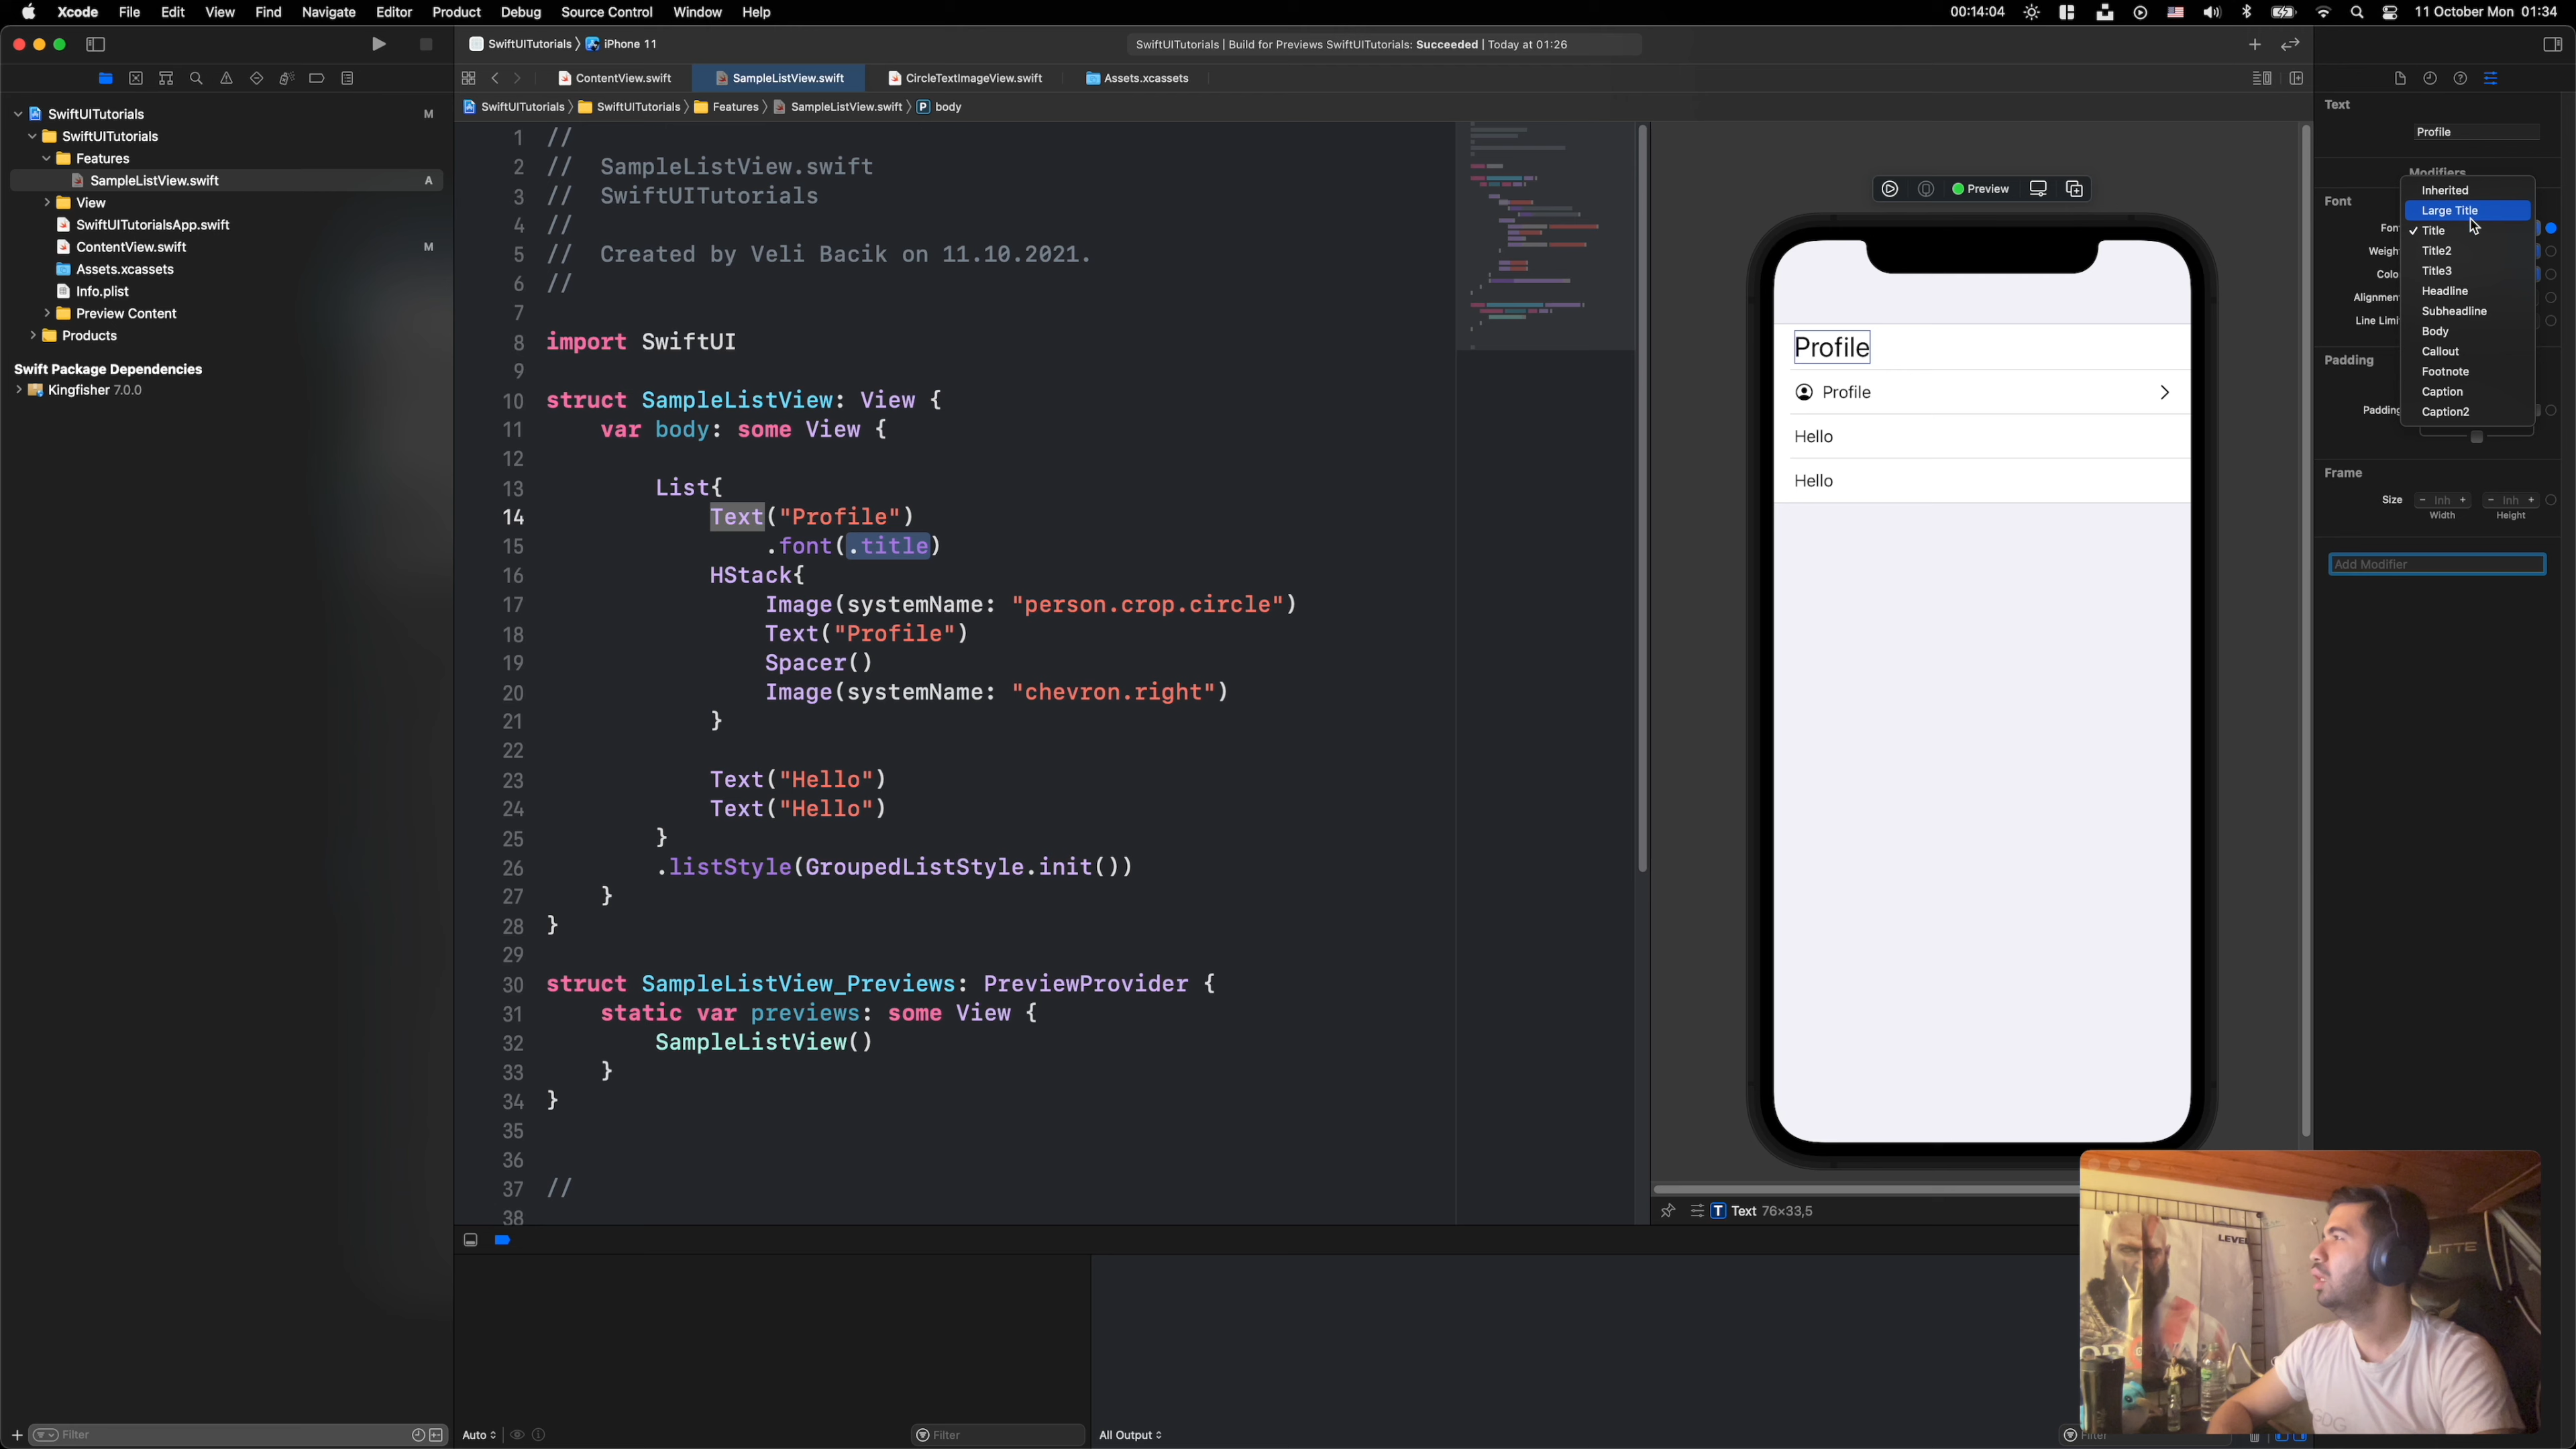 Xcode File Edit View Find Navigate Editor Product Debug Source Control Window Help
00:14:04
11 October Mon 01:34
SwiftUITutorials iPhone 11
SwiftUITutorials | Build for Previews SwiftUITutorials: Succeeded | Today at 01:26
ContentView.swift
SampleListView.swift
CircleTextImageView.swift
Assets.xcassets
SwiftUITutorials SwiftUITutorials Features SampleListView.swift P body
SwiftUITutorials M
SwiftUITutorials
Features
SampleListView.swift A
View
SwiftUITutorialsApp.swift
ContentView.swift M
Assets.xcassets
Info.plist
Preview Content
Products
Swift Package Dependencies
Kingfisher 7.0.0
Filter
1 //
2 // SampleListView.swift
3 // SwiftUITutorials
4 //
5 // Created by Veli Bacik on 11.10.2021.
6 //
7
8 import SwiftUI
9
10 struct SampleListView: View {
11 var body: some View {
12
13 List{
14 Text("Profile")
15 .font(.title)
16 HStack{
17 Image(systemName: "person.crop.circle")
18 Text("Profile")
19 Spacer()
20 Image(systemName: "chevron.right")
21 }
22
23 Text("Hello")
24 Text("Hello")
25 }
26 .listStyle(GroupedListStyle.init())
27 }
28 }
29
30 struct SampleListView_Previews: PreviewProvider {
31 static var previews: some View {
32 SampleListView()
33 }
34 }
35
36
37 //
38
Preview
Profile
Profile
Hello
Hello
T Text 76×33,5
Text
Profile
Modifiers
Font
Inherited
Large Title
✓ Title
Title2
Title3
Headline
Subheadline
Body
Callout
Footnote
Caption
Caption2
Weight
Alignment
Padding
Padding
Frame
Size − Inh + − Inh +
Width Height
Add Modifier
LEVEL
Auto
Filter
All Output
Filter